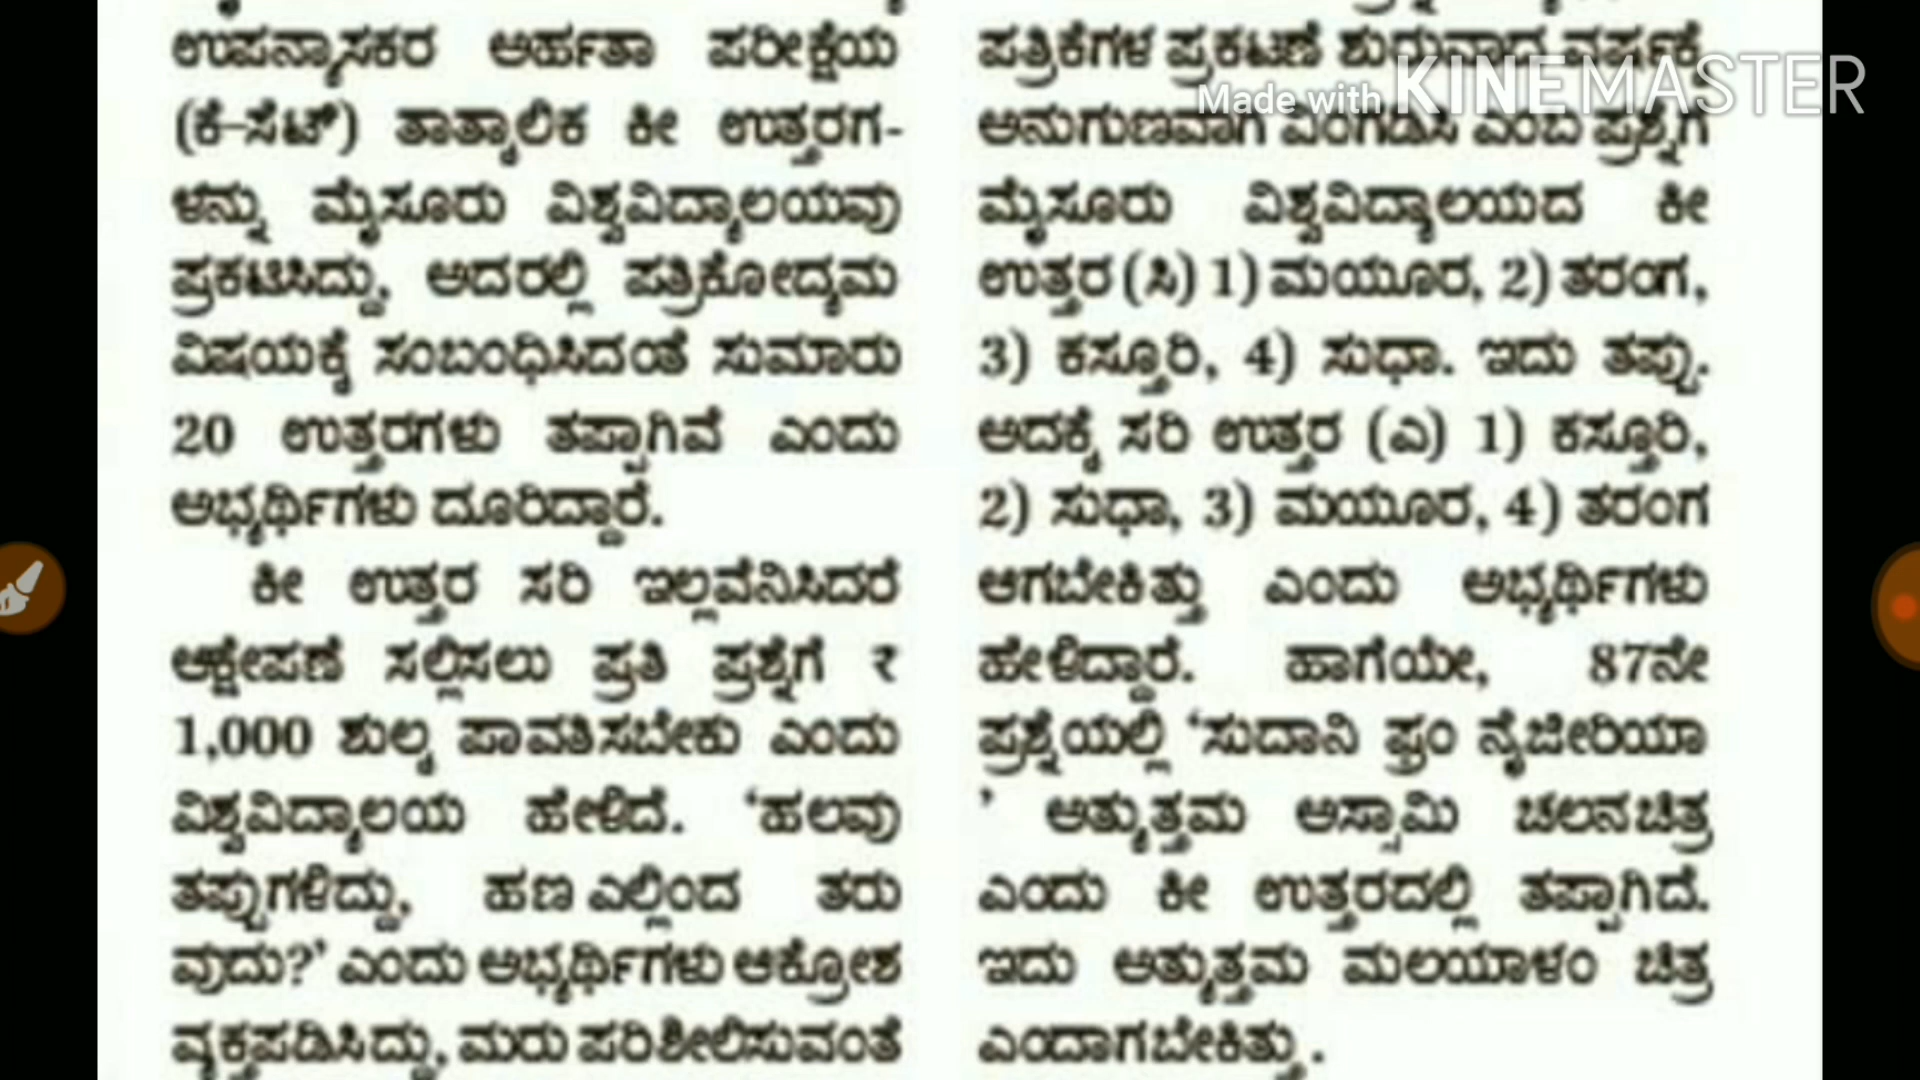 ಉಪನ್ಯಾಸಕರ ಅರ್ಹತಾ ಪರೀಕ್ಷೆಯ
(ಕೆ-ಸೆಟ್) ತಾತ್ಕಾಲಿಕ ಕೀ ಉತ್ತರಗ-
ಳನ್ನು ಮೈಸೂರು ವಿಶ್ವವಿದ್ಯಾಲಯವು
ಪ್ರಕಟಿಸಿದ್ದು, ಅದರಲ್ಲಿ ಪತ್ರಿಕೋದ್ಯಮ
ವಿಷಯಕ್ಕೆ ಸಂಬಂಧಿಸಿದಂತೆ ಸುಮಾರು
20 ಉತ್ತರಗಳು ತಪ್ಪಾಗಿವೆ ಎಂದು
ಅಭ್ಯರ್ಥಿಗಳು ದೂರಿದ್ದಾರೆ.
ಕೀ ಉತ್ತರ ಸರಿ ಇಲ್ಲವೆನಿಸಿದರೆ
ಆಕ್ಷೇಪಣೆ ಸಲ್ಲಿಸಲು ಪ್ರತಿ ಪ್ರಶ್ನೆಗೆ ₹
1,000 ಶುಲ್ಕ ಪಾವತಿಸಬೇಕು ಎಂದು
ವಿಶ್ವವಿದ್ಯಾಲಯ ಹೇಳಿದೆ. ‘ಹಲವು
ತಪ್ಪುಗಳಿದ್ದು, ಹಣ ಎಲ್ಲಿಂದ ತರು
ವುದು?’ ಎಂದು ಅಭ್ಯರ್ಥಿಗಳು ಆಕ್ರೋಶ
ವ್ಯಕ್ತಪಡಿಸಿದ್ದು, ಮರು ಪರಿಶೀಲಿಸುವಂತೆ
ಪತ್ರಿಕೆಗಳ ಪ್ರಕಟಣೆ ಶುರುವಾದ ವರ್ಷಕ್ಕೆ
ಅನುಗುಣವಾಗಿ ವಿಂಗಡಿಸಿ ಎಂಬ ಪ್ರಶ್ನೆಗೆ
ಮೈಸೂರು ವಿಶ್ವವಿದ್ಯಾಲಯದ ಕೀ
ಉತ್ತರ (ಸಿ) 1) ಮಯೂರ, 2) ತರಂಗ,
3) ಕಸ್ತೂರಿ, 4) ಸುಧಾ. ಇದು ತಪ್ಪು.
ಅದಕ್ಕೆ ಸರಿ ಉತ್ತರ (ಎ) 1) ಕಸ್ತೂರಿ,
2) ಸುಧಾ, 3) ಮಯೂರ, 4) ತರಂಗ
ಆಗಬೇಕಿತ್ತು ಎಂದು ಅಭ್ಯರ್ಥಿಗಳು
ಹೇಳಿದ್ದಾರೆ. ಹಾಗೆಯೇ, 87ನೇ
ಪ್ರಶ್ನೆಯಲ್ಲಿ ‘ಸುದಾನಿ ಫ್ರಂ ನೈಜೀರಿಯಾ
’ ಅತ್ಯುತ್ತಮ ಅಸ್ಸಾಮಿ ಚಲನಚಿತ್ರ
ಎಂದು ಕೀ ಉತ್ತರದಲ್ಲಿ ತಪ್ಪಾಗಿದೆ.
ಇದು ಅತ್ಯುತ್ತಮ ಮಲಯಾಳಂ ಚಿತ್ರ
ಎಂದಾಗಬೇಕಿತ್ತು.
Made with KINEMASTER